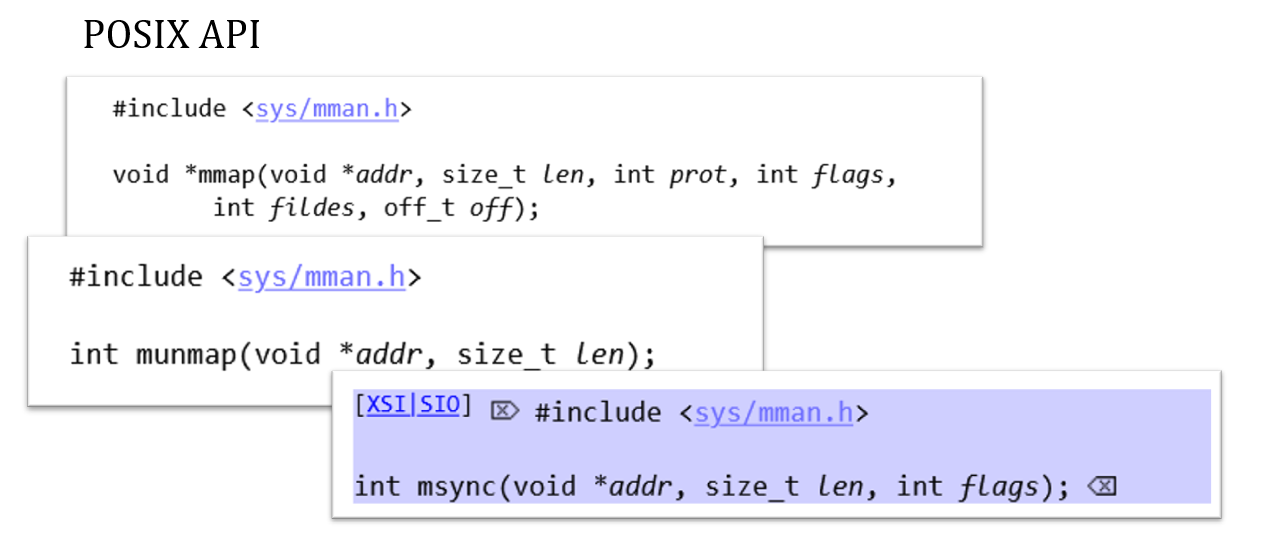 POSIX API
#include <sys/mman.h>
void *mmap(void *addr, size_t len, int prot, int flags,
int fildes, off_t off);
#include <sys/mman.h>
int munmap(void *addr, size_t len);
[XSI|SIO] ⌦ #include <sys/mman.h>
int msync(void *addr, size_t len, int flags); ⌫